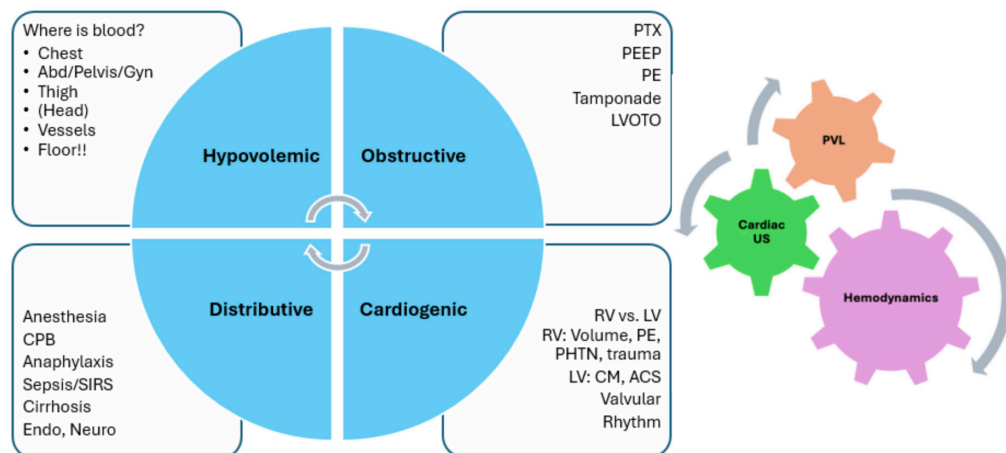 Where is blood?
• Chest
• Abd/Pelvis/Gyn
• Thigh
• (Head)
• Vessels
• Floor!!
Hypovolemic
PTX
PEEP
PE
Tamponade
LVOTO
Obstructive
Anesthesia
CPB
Anaphylaxis
Sepsis/SIRS
Cirrhosis
Endo, Neuro
Distributive
Cardiogenic
RV vs. LV
RV: Volume, PE,
PHTN, trauma
LV: CM, ACS
Valvular
Rhythm
PVL
Cardiac
US
Hemodynamics